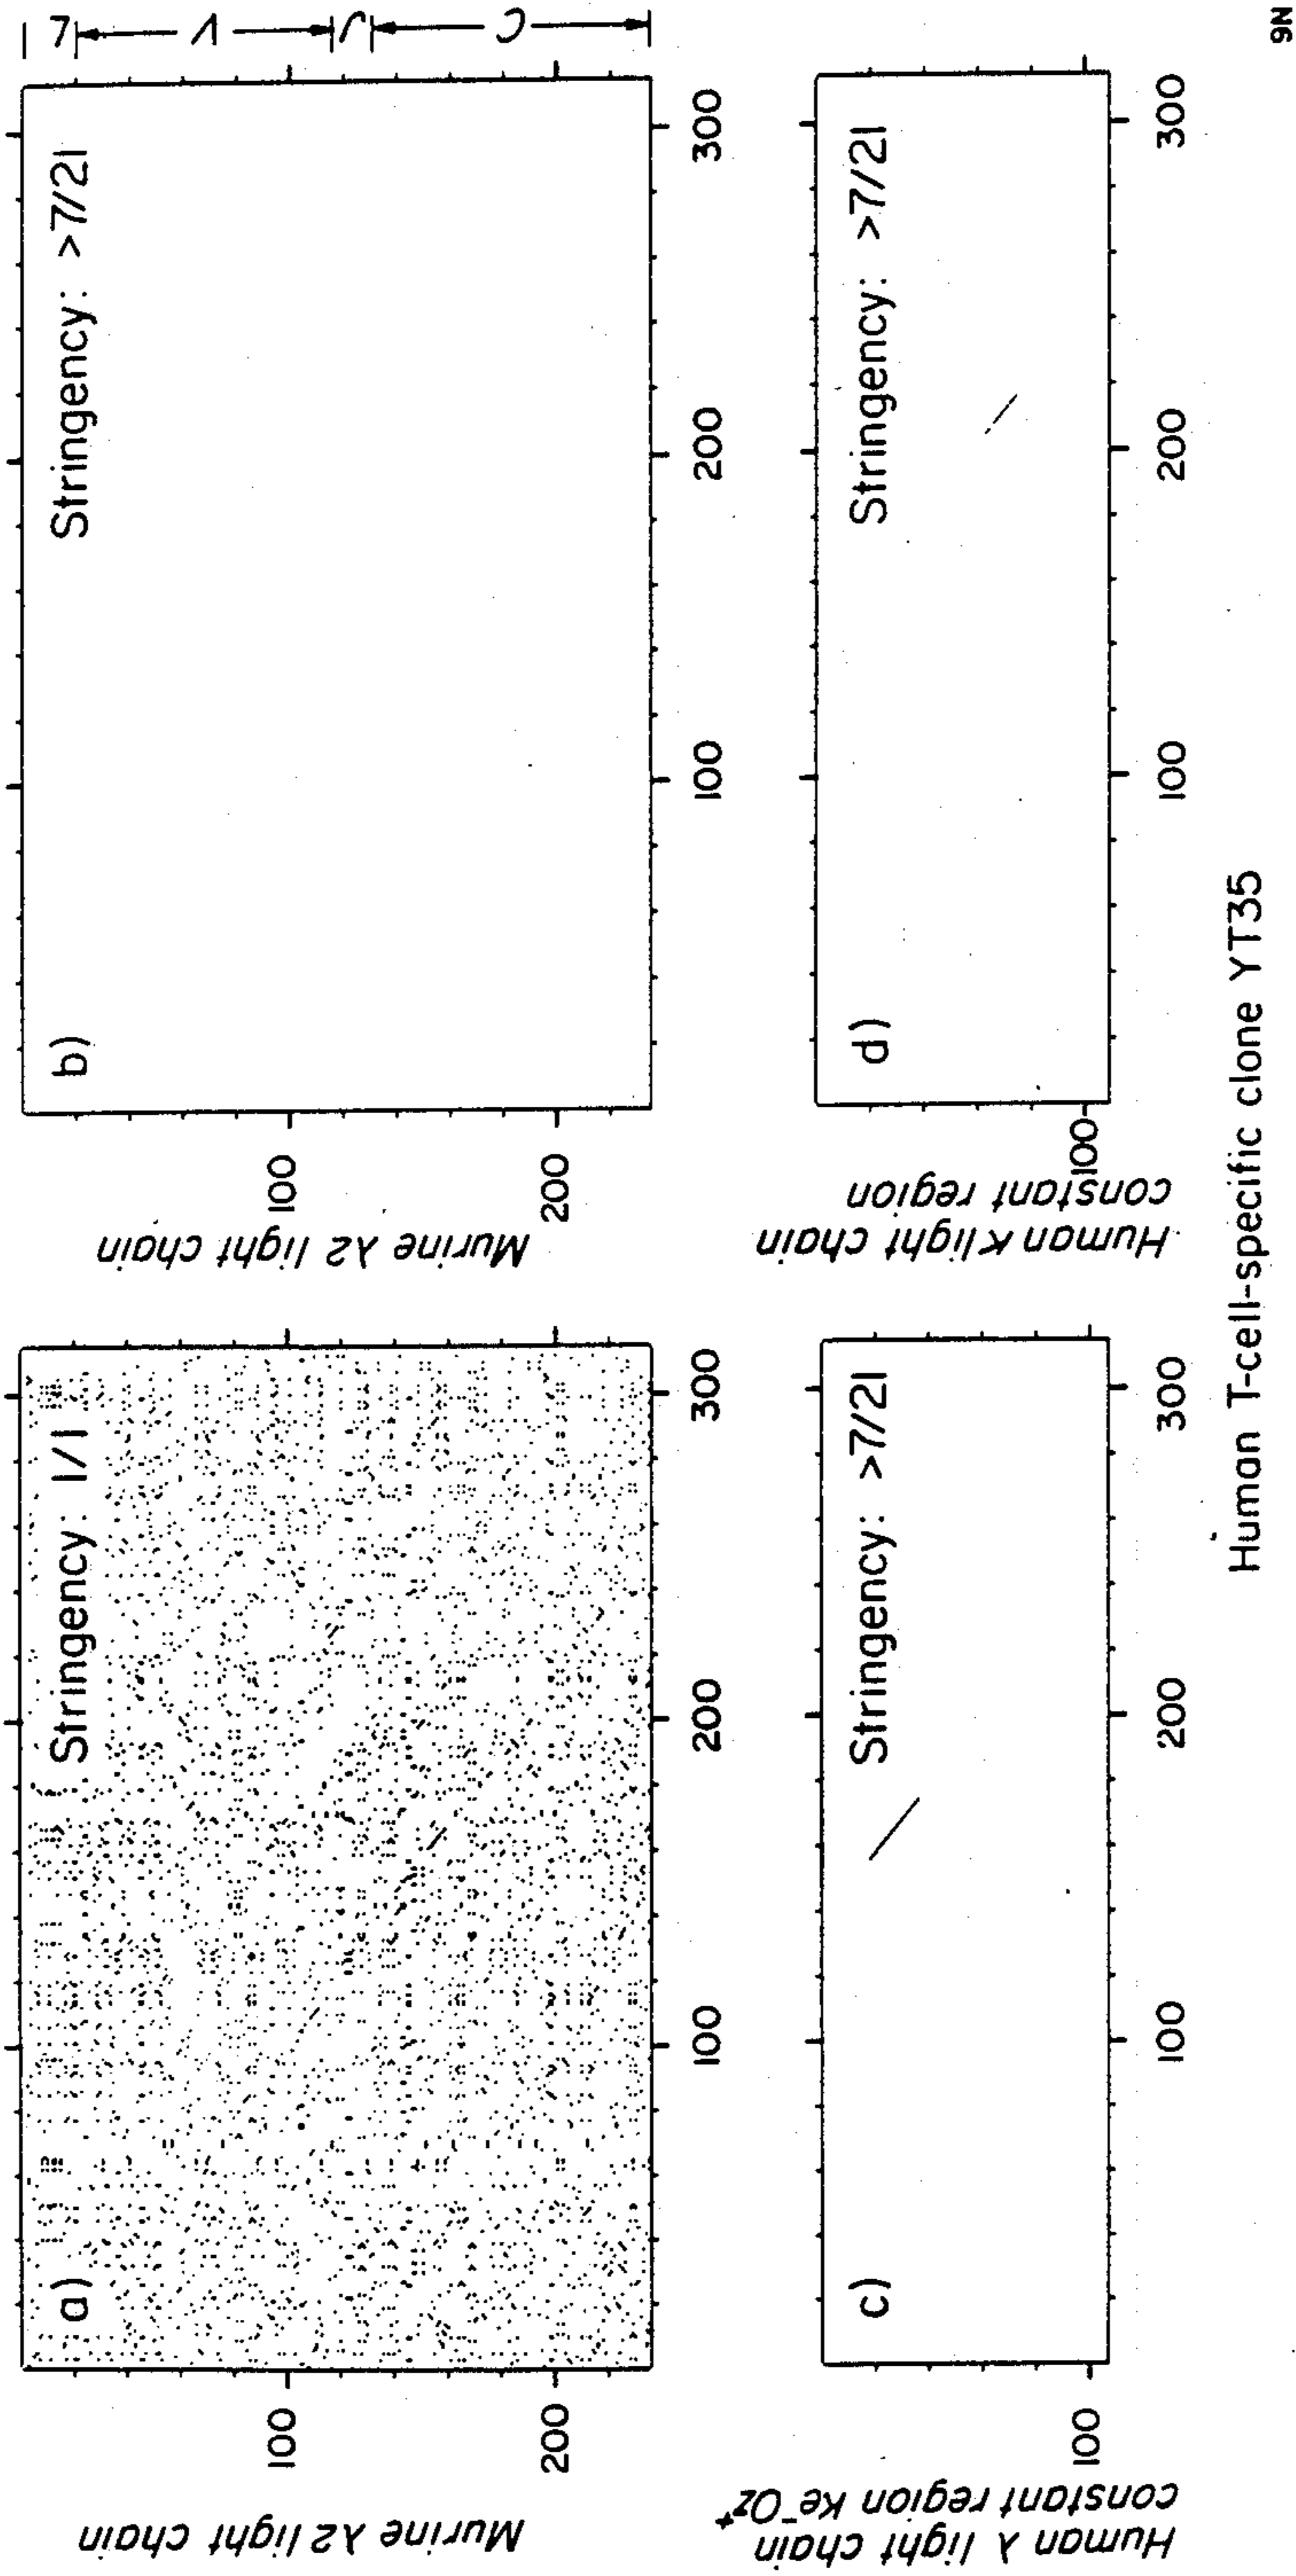 a)
Stringency: 1/1
100
200
Murine λ2 light chain
100
200
300
b)
Stringency: >7/21
100
200
Murine λ2 light chain
100
200
300
L
V
J
C
c)
Stringency: >7/21
100
Human λ light chain
constant region Ke⁻Oz⁺
100
200
300
d)
Stringency: >7/21
100
Human K light chain
constant region
100
200
300
Human T-cell-specific clone YT35
9N